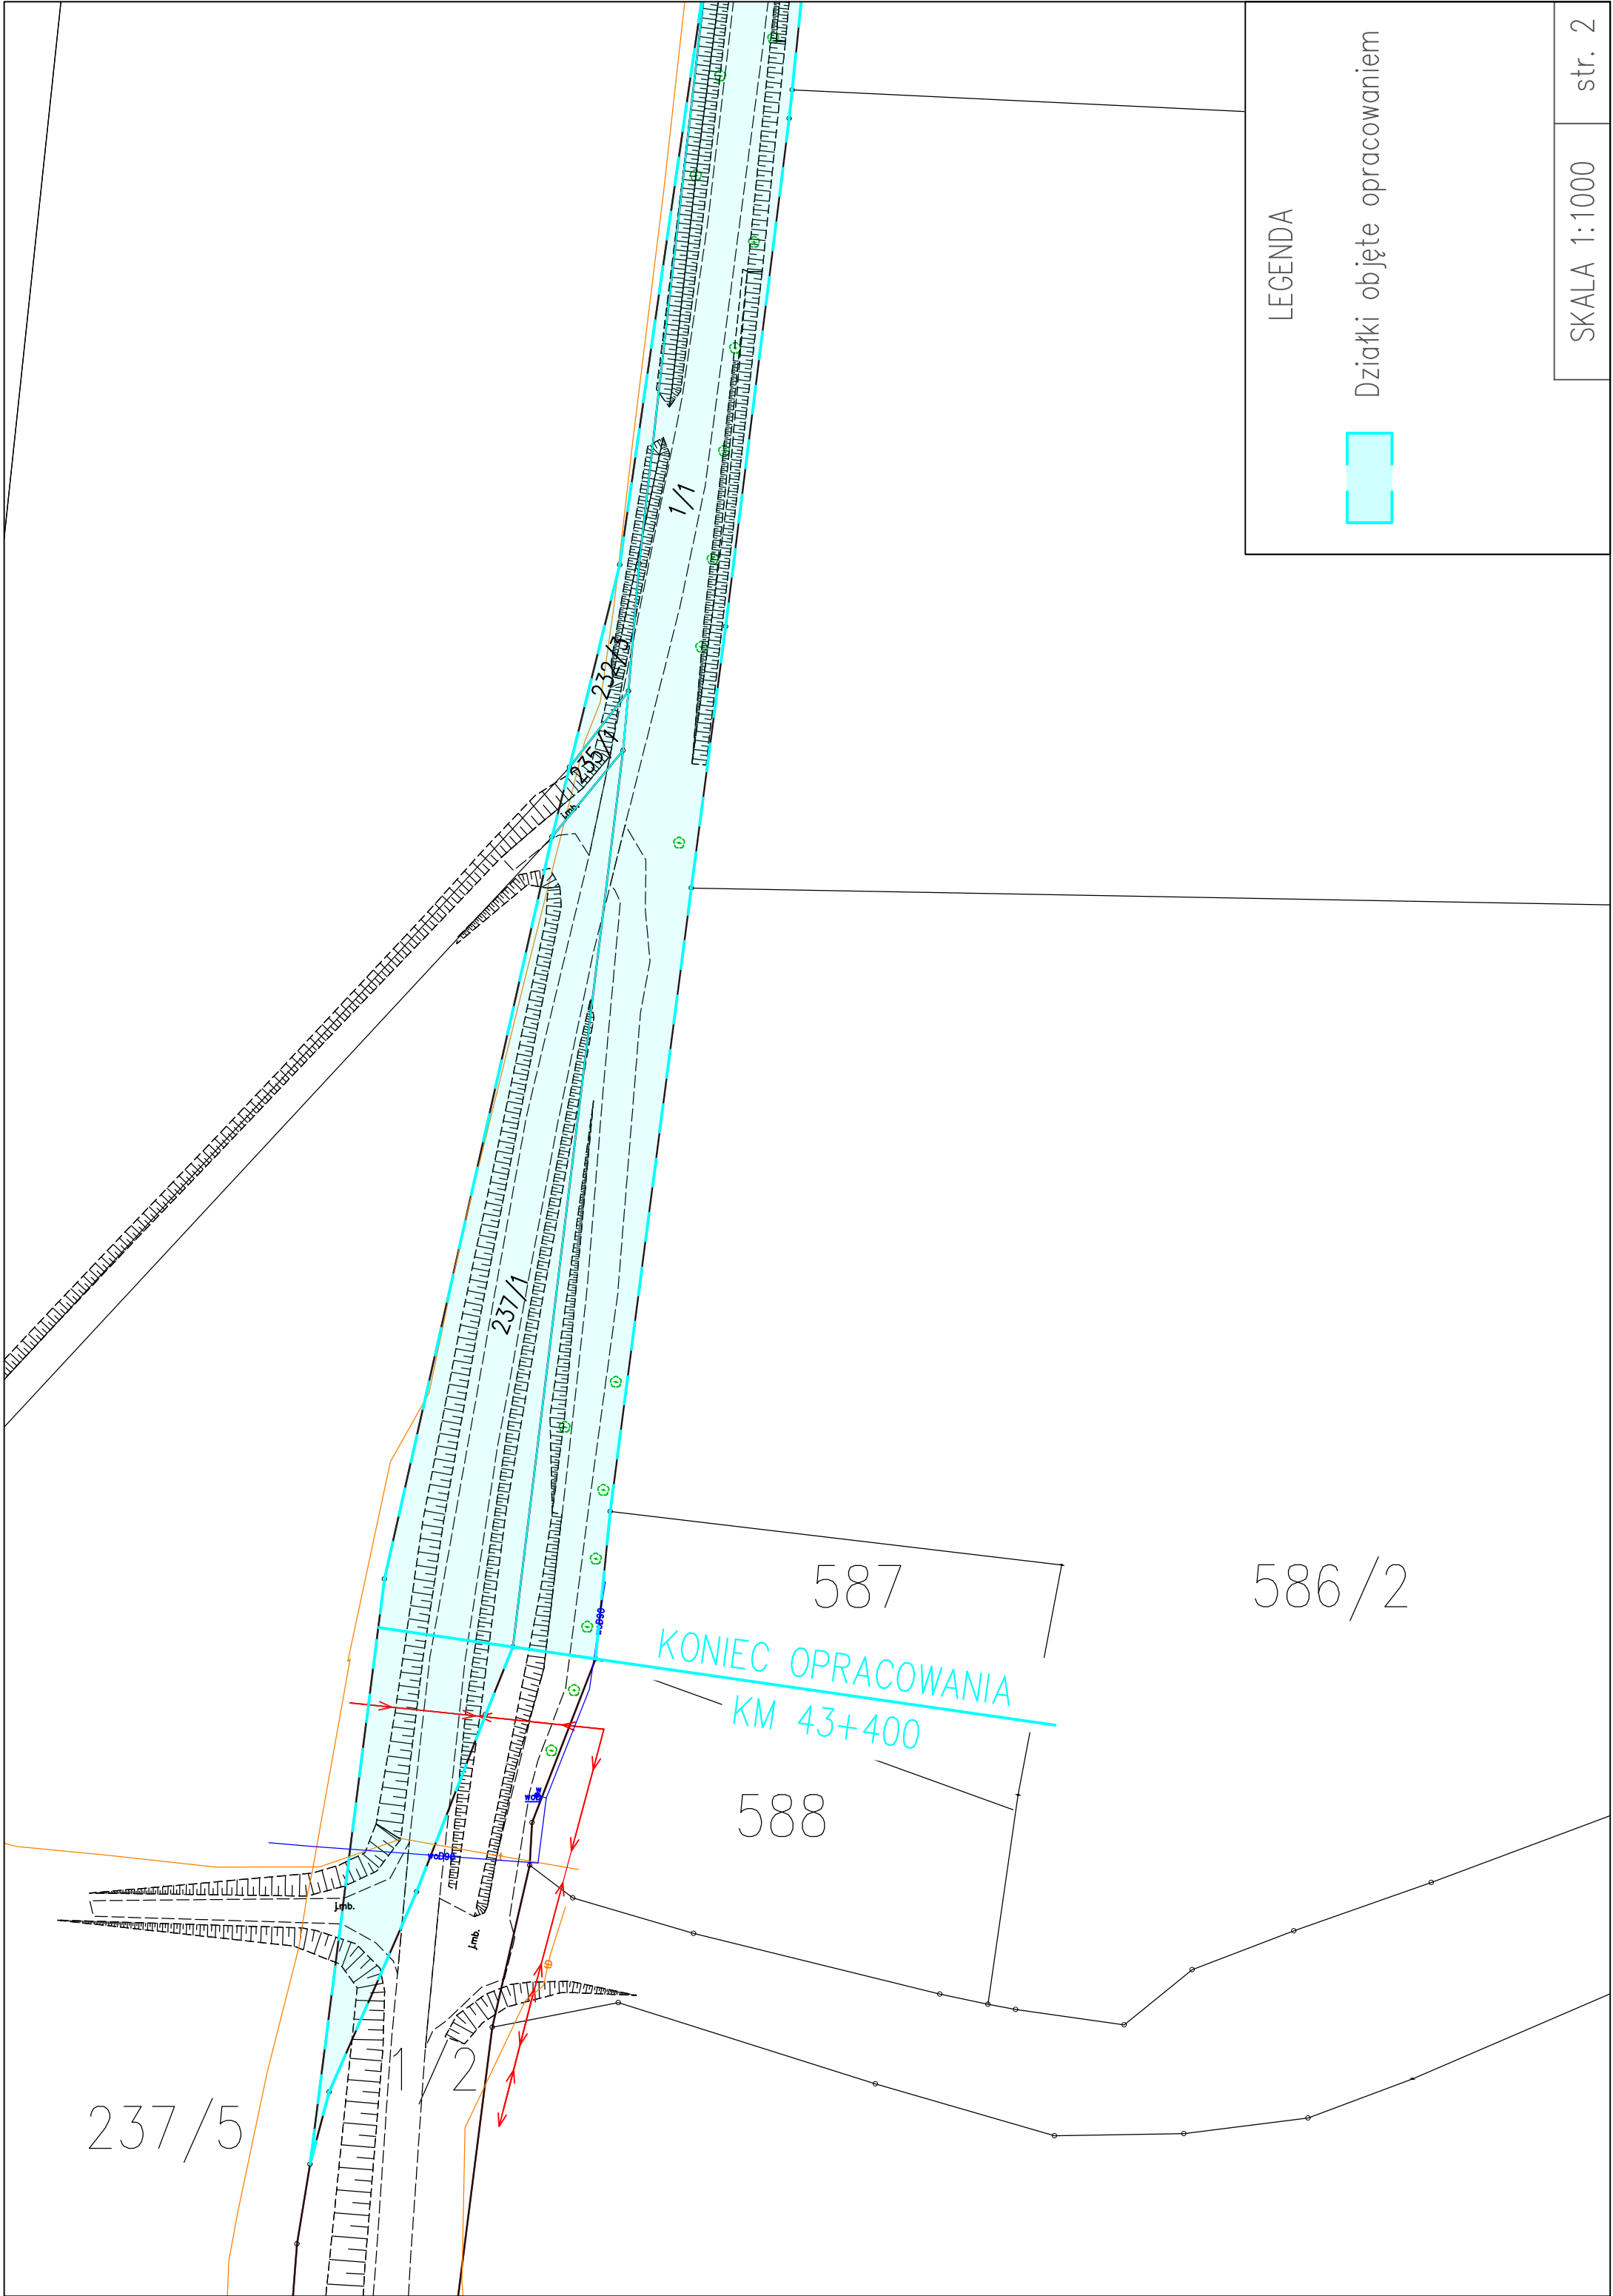 LEGENDA
Działki objęte opracowaniem
SKALA 1:1000
str. 2
1/1
232/3
235/1
j.mb.
237/1
587
586/2
KONIEC OPRACOWANIA
KM 43+400
588
woD90
j.mb.
j.mb.
1
2
237/5